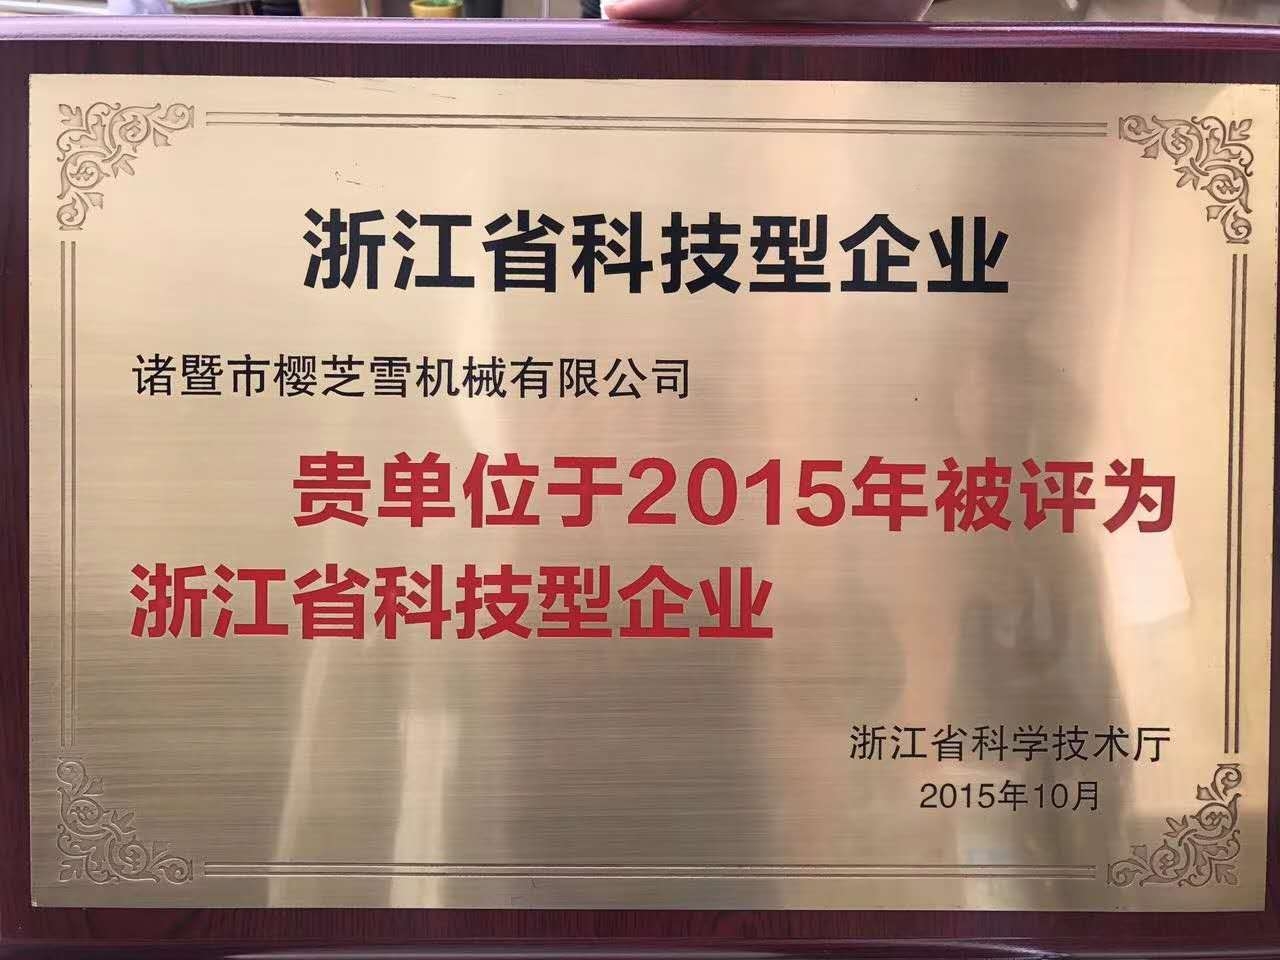 浙江省科技型企业
诸暨市樱芝雪机械有限公司
贵单位于2015年被评为
浙江省科技型企业
浙江省科学技术厅
2015年10月